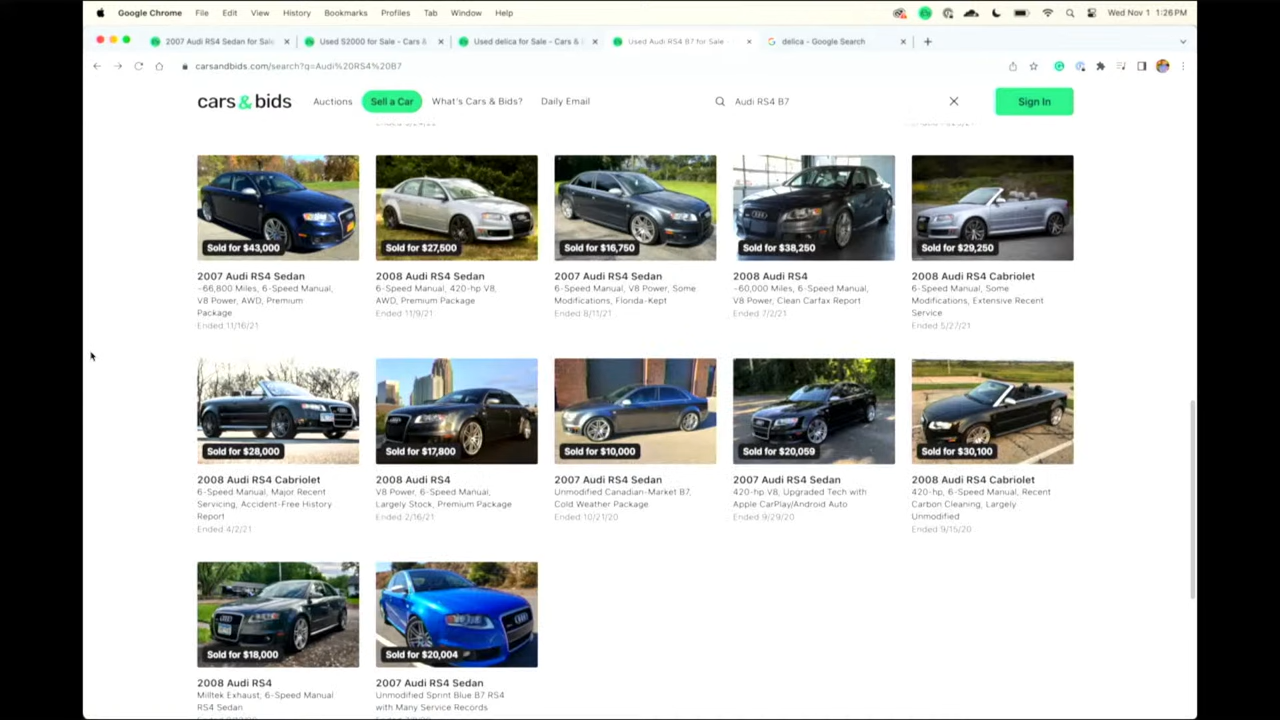 Google Chrome File Edit View History Bookmarks Profiles Tab Window Help Wed Nov 1 1:26PM
2007 Audi RS4 Sedan for Sale Used S2000 for Sale - Cars & Used delica for Sale - Cars & Used Audi RS4 B7 for Sale - delica - Google Search
carsandbids.com/search?q=Audi%20RS4%20B7
cars & bids Auctions Sell a Car What's Cars & Bids? Daily Email Audi RS4 B7 Sign In
Sold for $43,000
2007 Audi RS4 Sedan
~66,800 Miles, 6-Speed Manual,
V8 Power, AWD, Premium
Package
Ended 11/16/21
Sold for $27,500
2008 Audi RS4 Sedan
6-Speed Manual, 420-hp V8,
AWD, Premium Package
Ended 11/9/21
Sold for $16,750
2007 Audi RS4 Sedan
6-Speed Manual, V8 Power, Some
Modifications, Florida-Kept
Ended 8/11/21
Sold for $38,250
2008 Audi RS4
~60,000 Miles, 6-Speed Manual,
V8 Power, Clean Carfax Report
Ended 7/2/21
Sold for $29,250
2008 Audi RS4 Cabriolet
6-Speed Manual, Some
Modifications, Extensive Recent
Service
Ended 5/27/21
Sold for $28,000
2008 Audi RS4 Cabriolet
6-Speed Manual, Major Recent
Servicing, Accident-Free History
Report
Ended 4/2/21
Sold for $17,800
2008 Audi RS4
V8 Power, 6-Speed Manual,
Largely Stock, Premium Package
Ended 2/16/21
Sold for $10,000
2007 Audi RS4 Sedan
Unmodified Canadian-Market B7,
Cold Weather Package
Ended 10/21/20
Sold for $20,059
2007 Audi RS4 Sedan
420-hp V8, Upgraded Tech with
Apple CarPlay/Android Auto
Ended 9/29/20
Sold for $30,100
2008 Audi RS4 Cabriolet
420-hp, 6-Speed Manual, Recent
Carbon Cleaning, Largely
Unmodified
Ended 9/15/20
Sold for $18,000
2008 Audi RS4
Milltek Exhaust, 6-Speed Manual
RS4 Sedan
Sold for $20,004
2007 Audi RS4 Sedan
Unmodified Sprint Blue B7 RS4
with Many Service Records